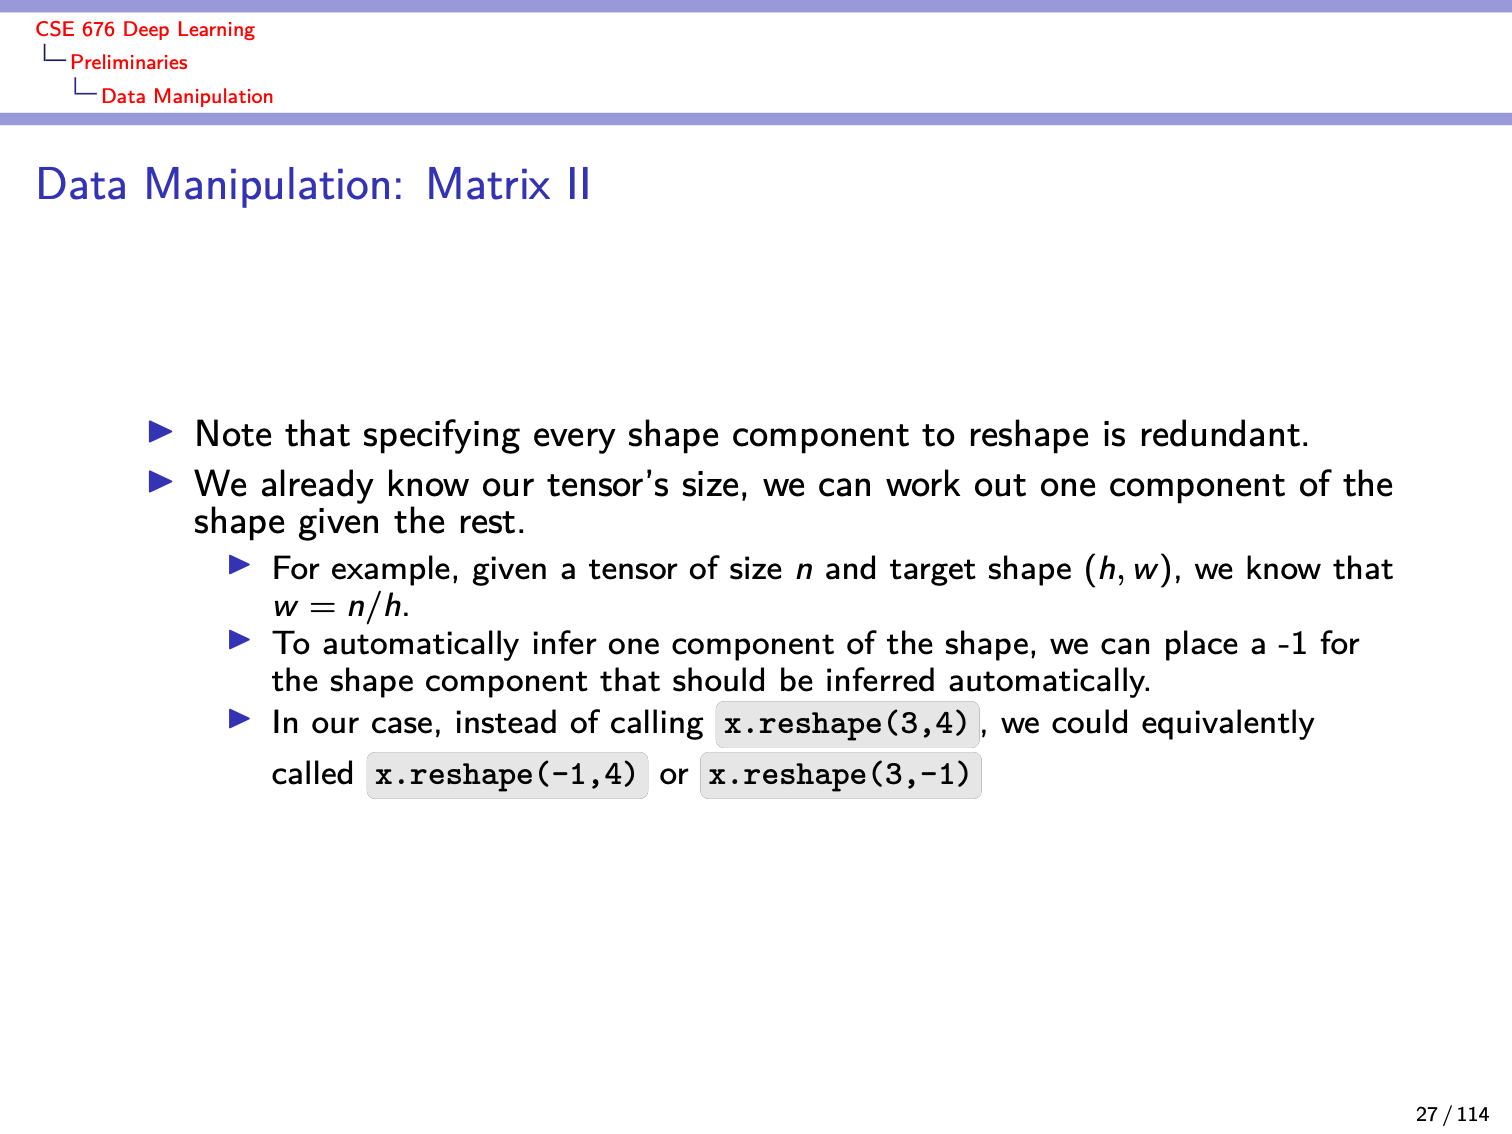 CSE 676 Deep Learning
Preliminaries
Data Manipulation
Data Manipulation: Matrix II
Note that specifying every shape component to reshape is redundant.
We already know our tensor's size, we can work out one component of the
shape given the rest.
For example, given a tensor of size n and target shape (h, w), we know that
w = n/h.
To automatically infer one component of the shape, we can place a -1 for
the shape component that should be inferred automatically.
In our case, instead of calling x.reshape(3,4), we could equivalently
called x.reshape(-1,4) or x.reshape(3,-1)
27 / 114